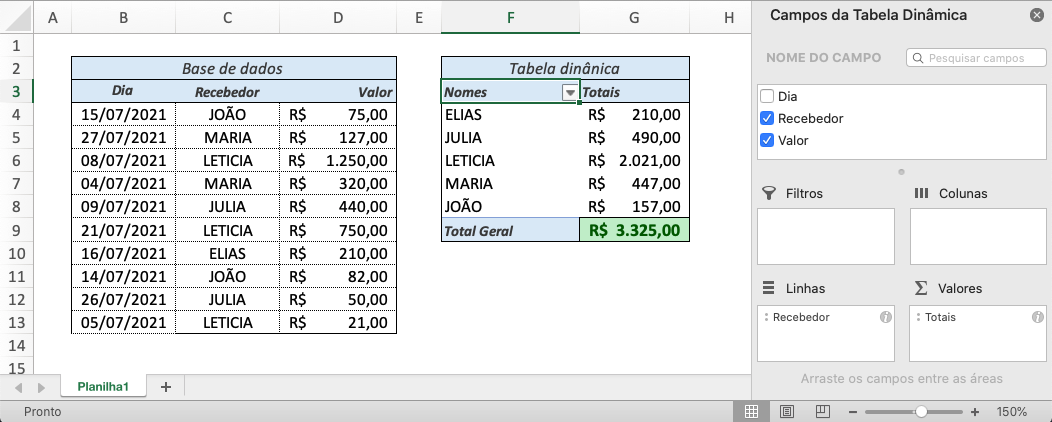 A B C D E F G H
1
2 Base de dados Tabela dinânica
3 Dia Recebedor Valor Nomes Totais
4 15/07/2021 JOÃO R$ 75,00 ELIAS R$ 210,00
5 27/07/2021 MARIA R$ 127,00 JULIA R$ 490,00
6 08/07/2021 LETICIA R$ 1.250,00 LETICIA R$ 2.021,00
7 04/07/2021 MARIA R$ 320,00 MARIA R$ 447,00
8 09/07/2021 JULIA R$ 440,00 JOÃO R$ 157,00
9 21/07/2021 LETICIA R$ 750,00 Total Geral R$ 3.325,00
10 16/07/2021 ELIAS R$ 210,00
11 14/07/2021 JOÃO R$ 82,00
12 26/07/2021 JULIA R$ 50,00
13 05/07/2021 LETICIA R$ 21,00
14
15
Planilha1 +
Pronto
Campos da Tabela Dinâmica
NOME DO CAMPO Pesquisar campos
Dia
Recebedor
Valor
Filtros Colunas
Linhas Σ Valores
Recebedor Totais
Arraste os campos entre as áreas
150%